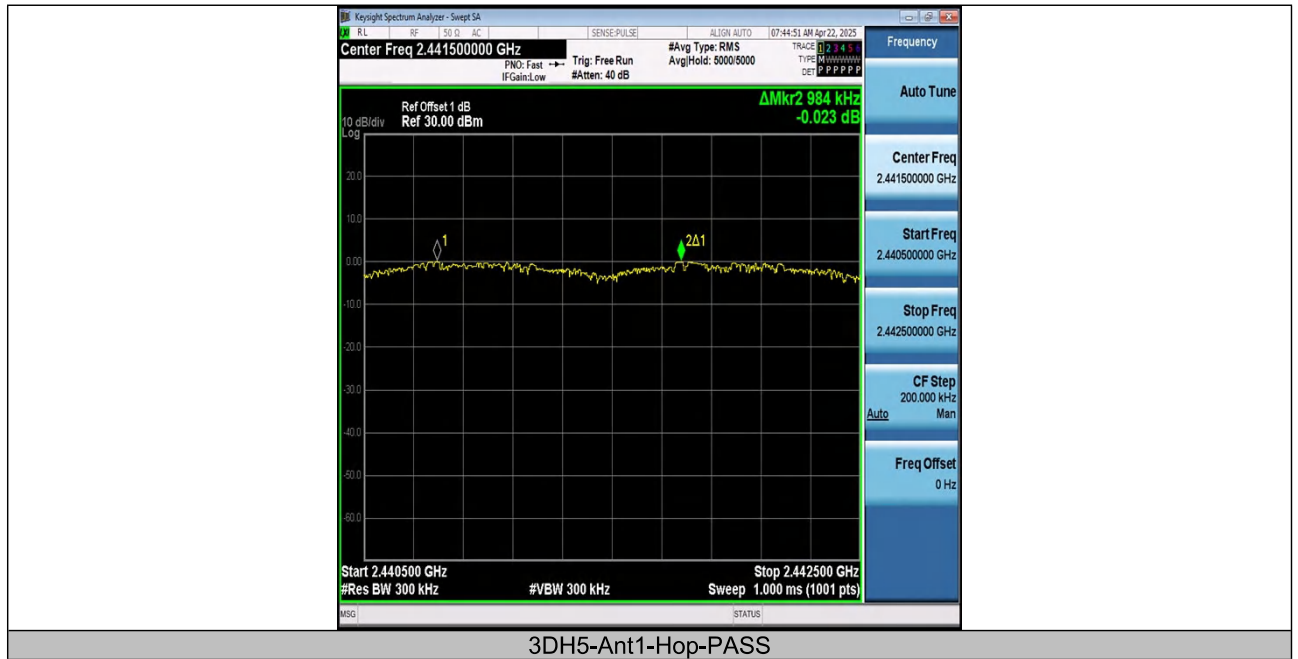 Keysight Spectrum Analyzer - Swept SA
RL RF 50 Ω AC SENSE:PULSE ALIGN AUTO 07:44:51 AM Apr 22, 2025
Center Freq 2.441500000 GHz
PNO: Fast
IFGain:Low
Trig: Free Run
#Atten: 40 dB
#Avg Type: RMS
Avg|Hold: 5000/5000
TRACE 1 2 3 4 5 6
TYPE M W W W W W
DET P P P P P P
Frequency
ΔMkr2 984 kHz
-0.023 dB
Ref Offset 1 dB
10 dB/div Ref 30.00 dBm
Log
20.0
10.0
0.00
-10.0
-20.0
-30.0
-40.0
-50.0
-60.0
1
2Δ1
Auto Tune
Center Freq
2.441500000 GHz
Start Freq
2.440500000 GHz
Stop Freq
2.442500000 GHz
CF Step
200.000 kHz
Auto Man
Freq Offset
0 Hz
Start 2.440500 GHz Stop 2.442500 GHz
#Res BW 300 kHz #VBW 300 kHz Sweep 1.000 ms (1001 pts)
MSG STATUS
3DH5-Ant1-Hop-PASS